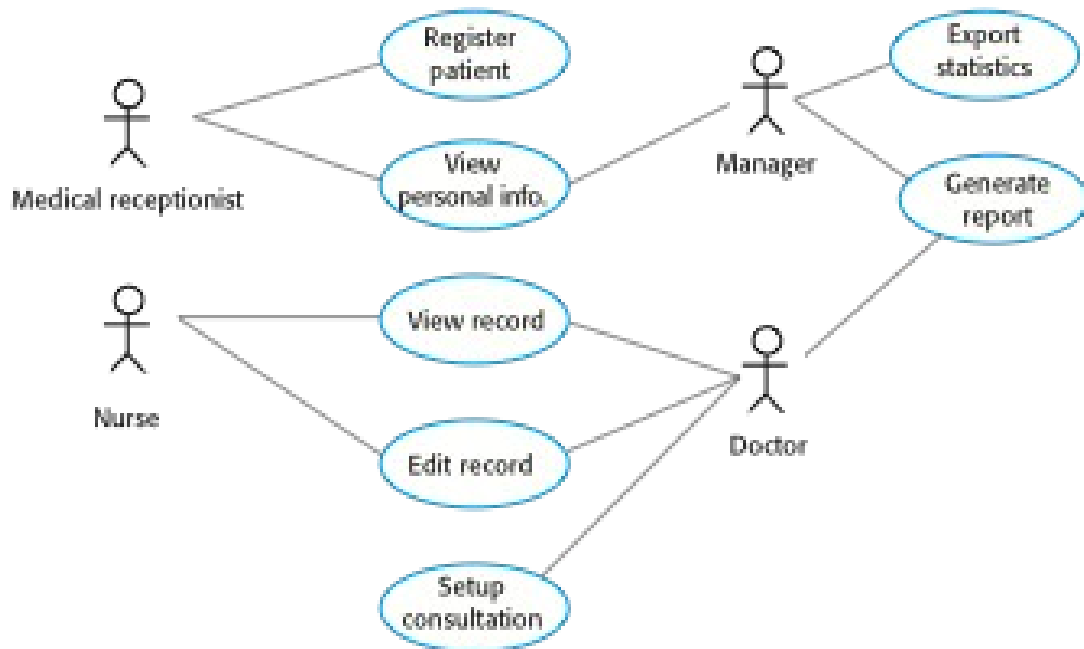 Register
patient
Export
statistics
Medical receptionist
View
personal info.
Manager
Generate
report
View record
Nurse
Edit record
Doctor
Setup
consultation